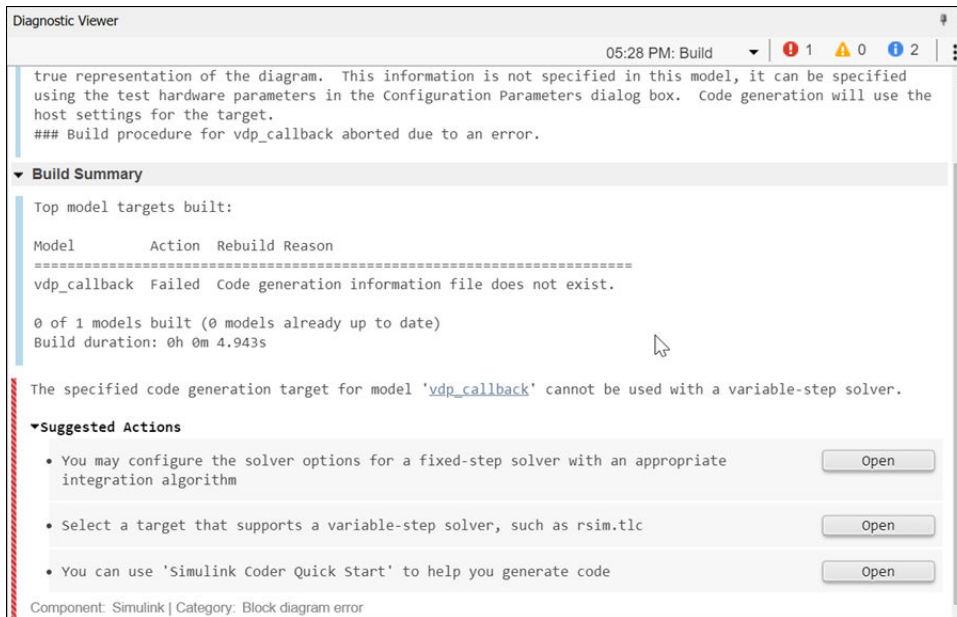 Diagnostic Viewer
05:28 PM: Build 1 0 2
true representation of the diagram. This information is not specified in this model, it can be specified
using the test hardware parameters in the Configuration Parameters dialog box. Code generation will use the
host settings for the target.
### Build procedure for vdp_callback aborted due to an error.
Build Summary
Top model targets built:
Model Action Rebuild Reason
======================================================================
vdp_callback Failed Code generation information file does not exist.
0 of 1 models built (0 models already up to date)
Build duration: 0h 0m 4.943s
The specified code generation target for model 'vdp_callback' cannot be used with a variable-step solver.
Suggested Actions
• You may configure the solver options for a fixed-step solver with an appropriate Open
integration algorithm
• Select a target that supports a variable-step solver, such as rsim.tlc Open
• You can use 'Simulink Coder Quick Start' to help you generate code Open
Component: Simulink | Category: Block diagram error